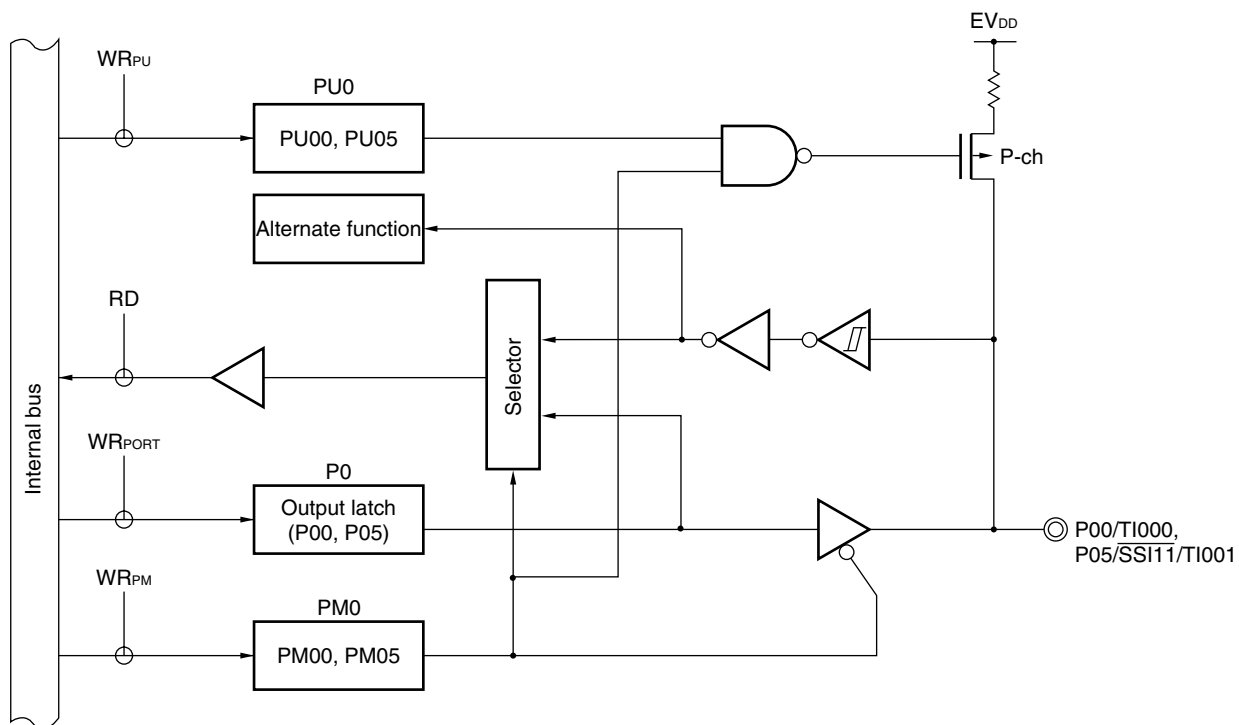 EVDD
WRPU
PU0
PU00, PU05
P-ch
Alternate function
RD
Selector
Internal bus
WRPORT
P0
Output latch
(P00, P05)
P00/TI000,
P05/SSI11/TI001
WRPM
PM0
PM00, PM05